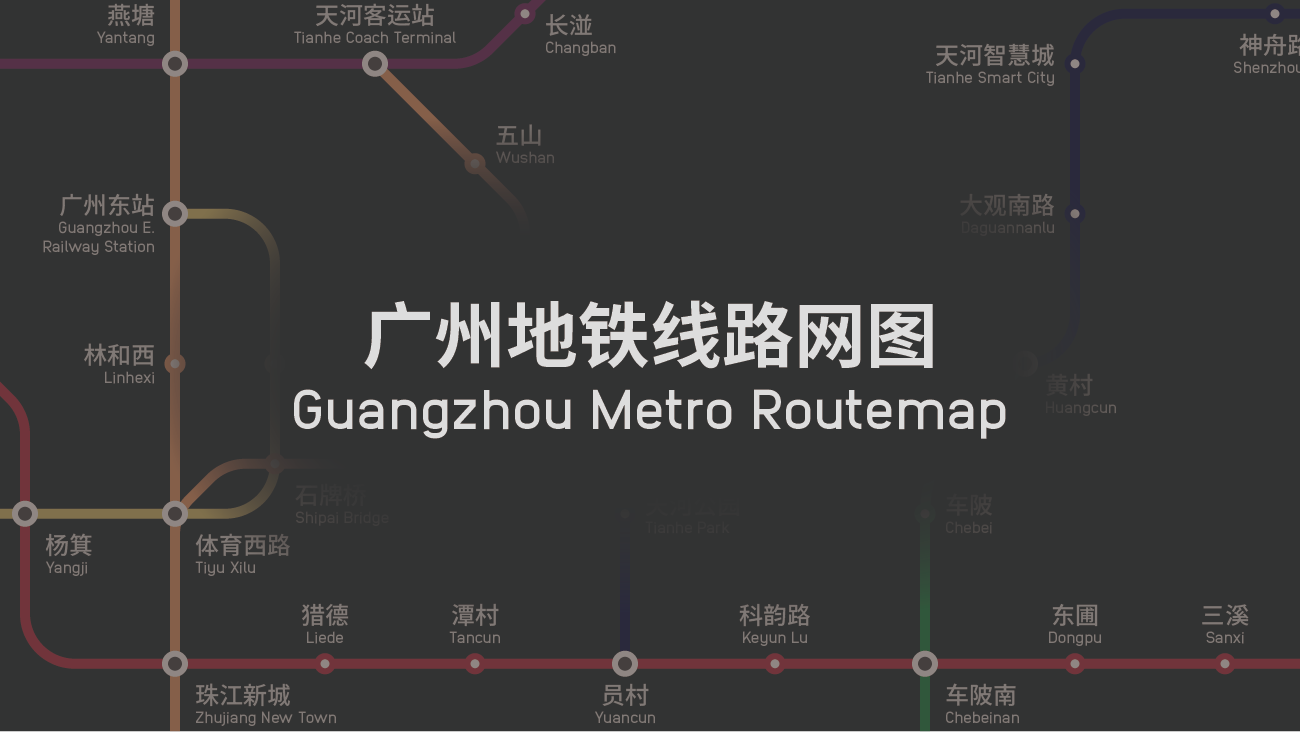 燕塘
Yantang
天河客运站
Tianhe Coach Terminal
长湴
Changban
天河智慧城
Tianhe Smart City
神舟路
Shenzhou
五山
Wushan
广州东站
Guangzhou E.
Railway Station
大观南路
Daguannanlu
广州地铁线路网图
Guangzhou Metro Routemap
林和西
Linhexi
黄村
Huangcun
石牌桥
Shipai Bridge
Tianhe Park
车陂
Chebei
杨箕
Yangji
体育西路
Tiyu Xilu
猎德
Liede
潭村
Tancun
科韵路
Keyun Lu
东圃
Dongpu
三溪
Sanxi
珠江新城
Zhujiang New Town
员村
Yuancun
车陂南
Chebeinan